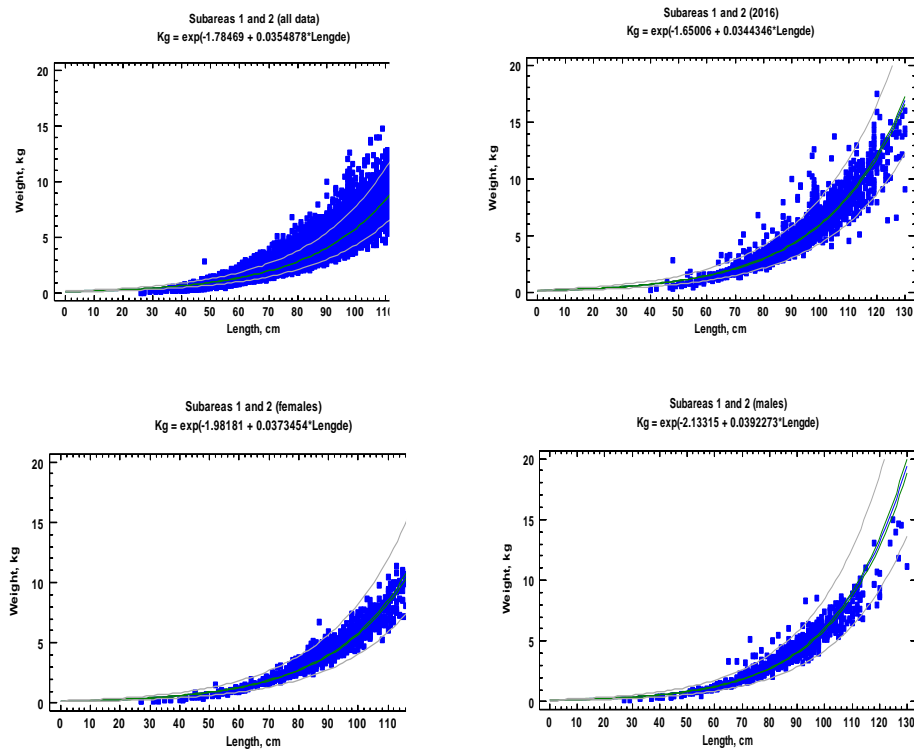 Subareas 1 and 2 (all data)
Kg = exp(-1.78469 + 0.0354878*Lengde)
20
15
10
5
0
Weight, kg
0 10 20 30 40 50 60 70 80 90 100 110
Length, cm
Subareas 1 and 2 (2016)
Kg = exp(-1.65006 + 0.0344346*Lengde)
20
15
10
5
0
Weight, kg
0 10 20 30 40 50 60 70 80 90 100 110 120 130
Length, cm
Subareas 1 and 2 (females)
Kg = exp(-1.98181 + 0.0373454*Lengde)
20
15
10
5
0
Weight, kg
0 10 20 30 40 50 60 70 80 90 100 110
Length, cm
Subareas 1 and 2 (males)
Kg = exp(-2.13315 + 0.0392273*Lengde)
20
15
10
5
0
Weight, kg
0 10 20 30 40 50 60 70 80 90 100 110 120 130
Length, cm